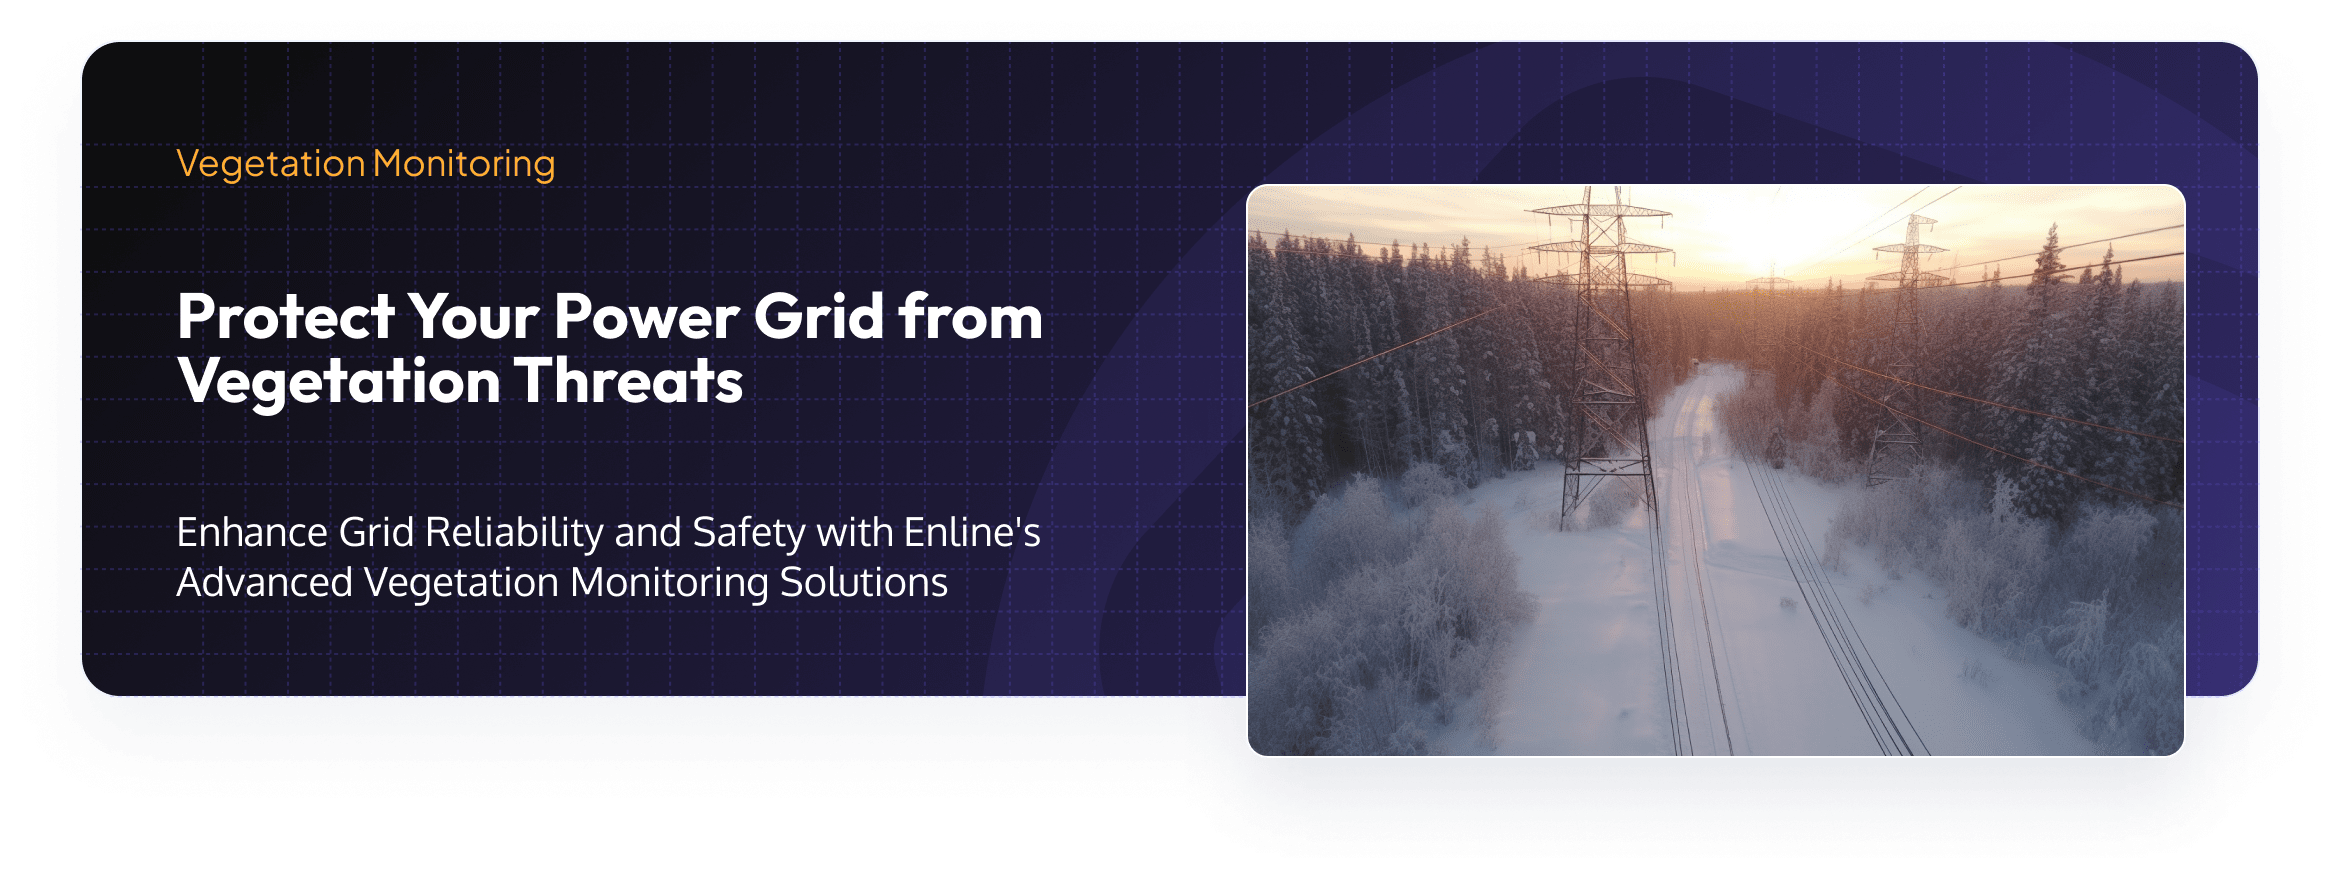 Vegetation Monitoring
Protect Your Power Grid from
Vegetation Threats
Enhance Grid Reliability and Safety with Enline's
Advanced Vegetation Monitoring Solutions